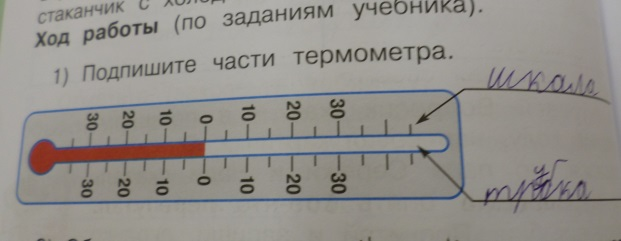 стаканчик с холод
Ход работы (по заданиям учебника).
1) Подпишите части термометра.
шкала
30 20 10 0 10 20 30
30 20 10 0 10 20 30
трубка